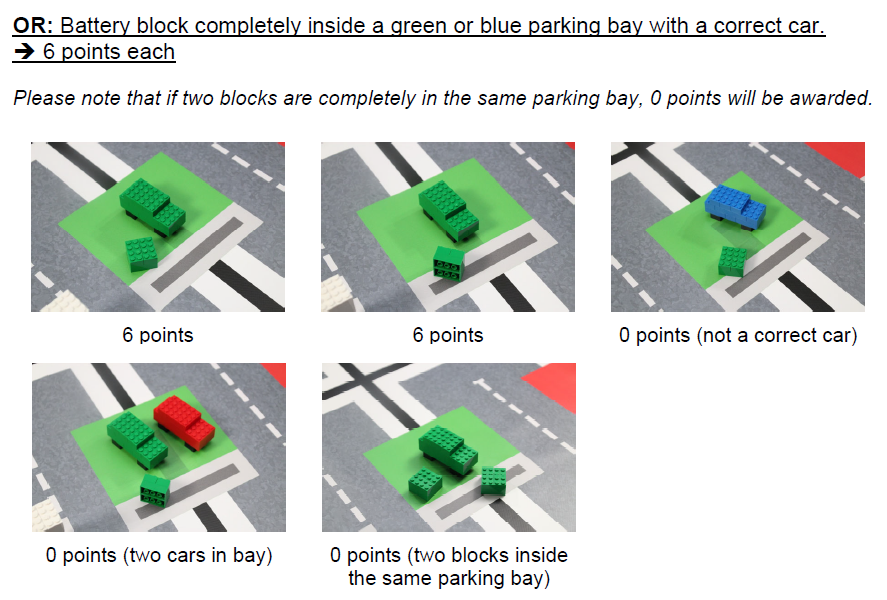 OR: Battery block completely inside a green or blue parking bay with a correct car.
➔ 6 points each
Please note that if two blocks are completely in the same parking bay, 0 points will be awarded.
6 points
6 points
0 points (not a correct car)
0 points (two cars in bay)
0 points (two blocks inside
the same parking bay)